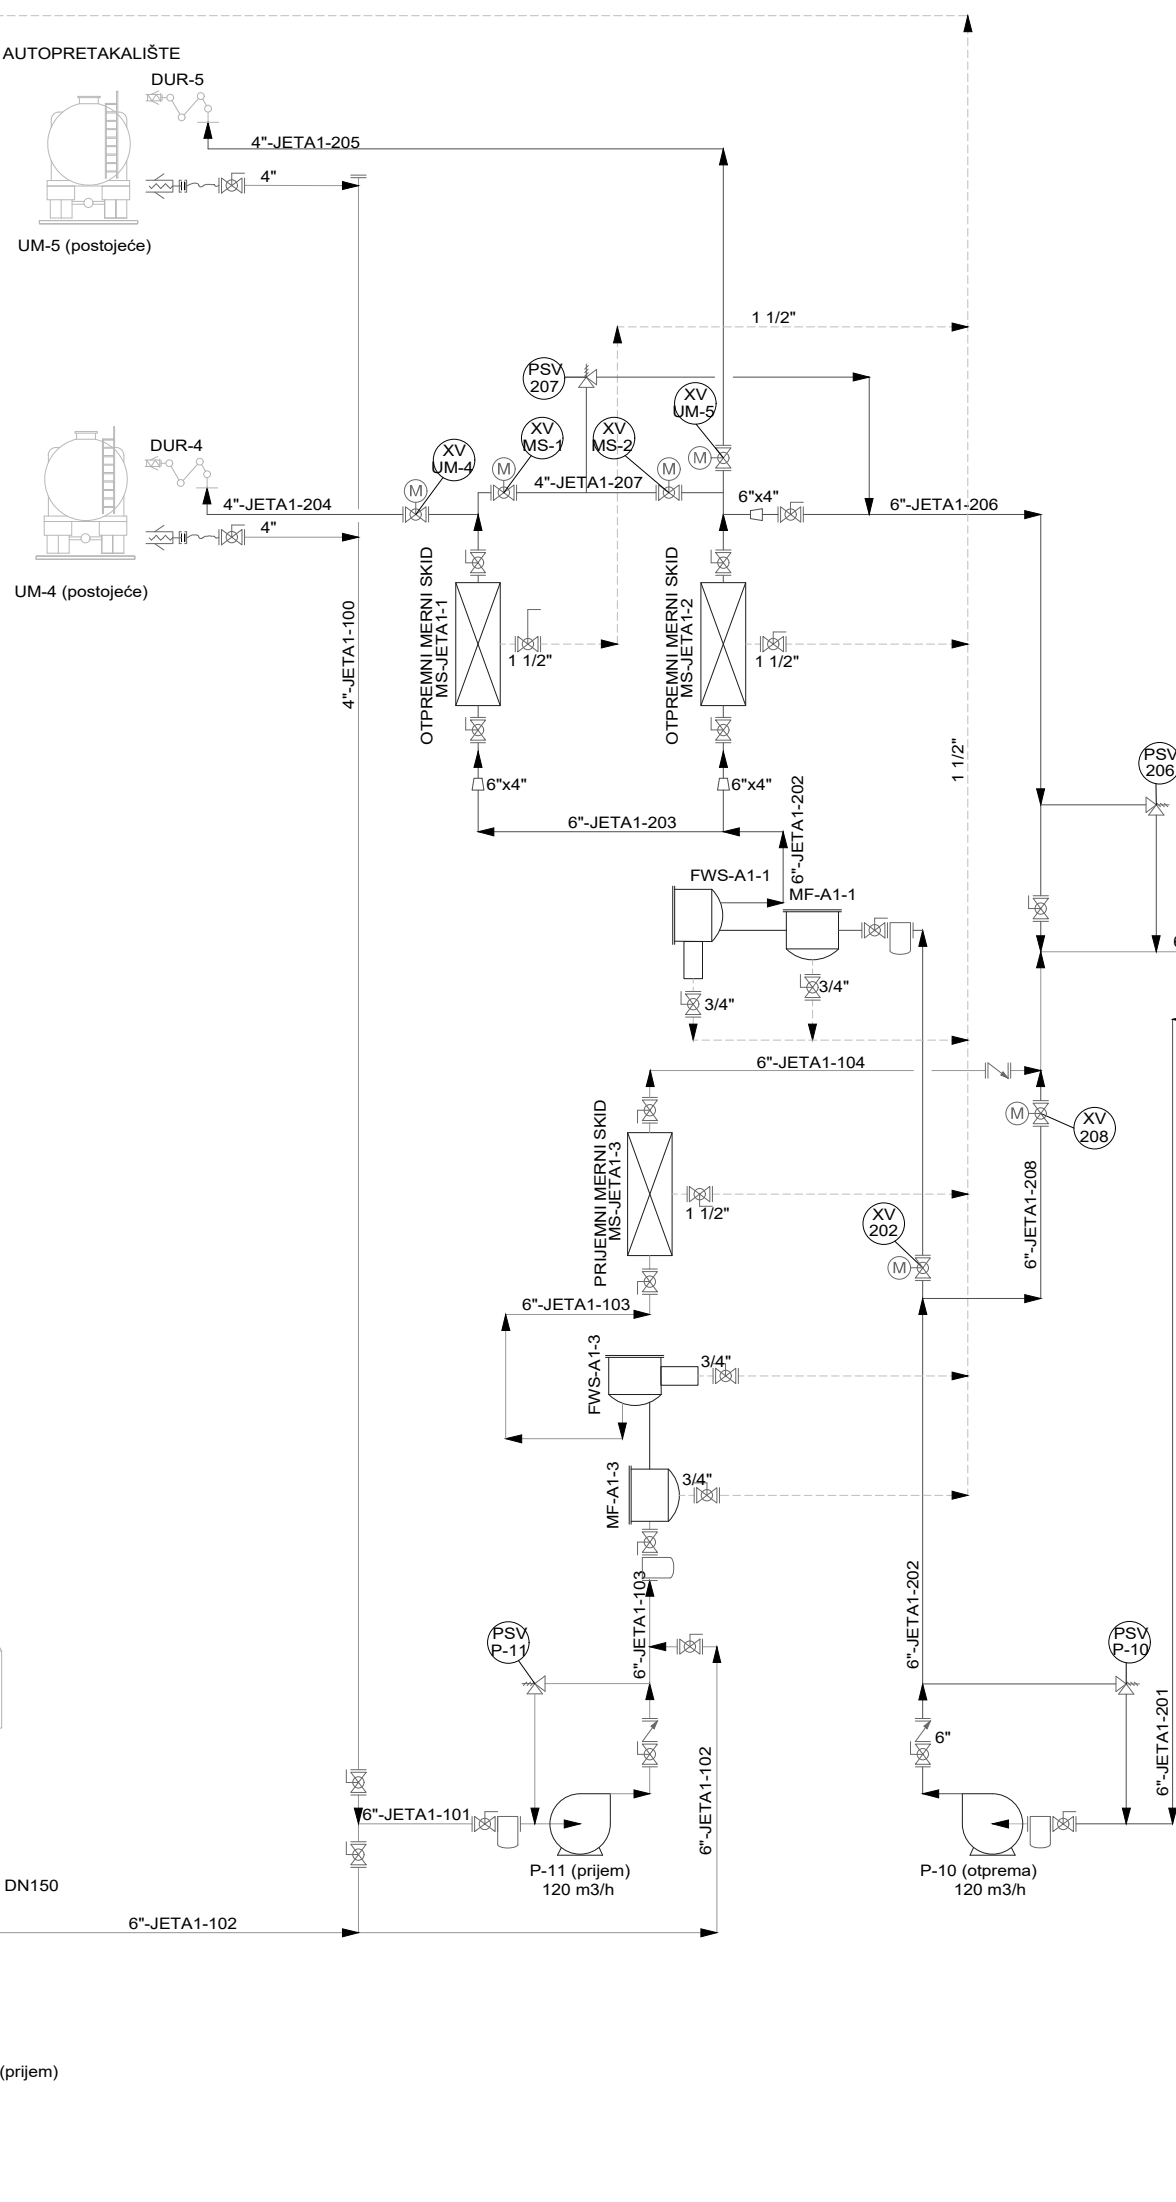 AUTOPRETAKALIŠTE
DUR-5
4"-JETA1-205
4"
UM-5 (postojeće)
1 1/2"
PSV
207
XV
UM-5
XV
MS-1
XV
MS-2
XV
UM-4
M
M
M
M
DUR-4
4"-JETA1-204
4"-JETA1-207
6"x4"
6"-JETA1-206
4"
UM-4 (postojeće)
4"-JETA1-100
OTPREMNI MERNI SKID
MS-JETA1-1
1 1/2"
OTPREMNI MERNI SKID
MS-JETA1-2
1 1/2"
1 1/2"
PSV
206
6"x4"
6"x4"
6"-JETA1-203
6"-JETA1-202
FWS-A1-1
MF-A1-1
3/4"
3/4"
6"-JETA1-104
M
XV
208
PRIJEMNI MERNI SKID
MS-JETA1-3
1 1/2"
XV
202
M
6"-JETA1-208
6"-JETA1-103
FWS-A1-3
3/4"
MF-A1-3
3/4"
6"-JETA1-103
PSV
P-11
6"-JETA1-202
PSV
P-10
6"
6"-JETA1-201
6"-JETA1-102
6"-JETA1-101
P-11 (prijem)
120 m3/h
P-10 (otprema)
120 m3/h
DN150
6"-JETA1-102
(prijem)